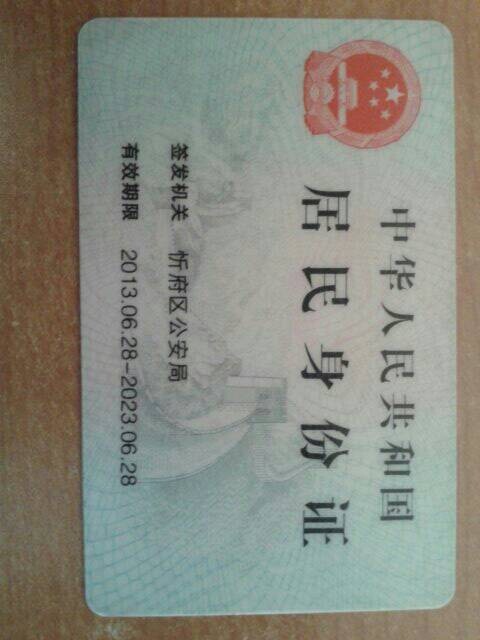 中华人民共和国
居民身份证
签发机关 忻府区公安局
有效期限 2013.06.28-2023.06.28